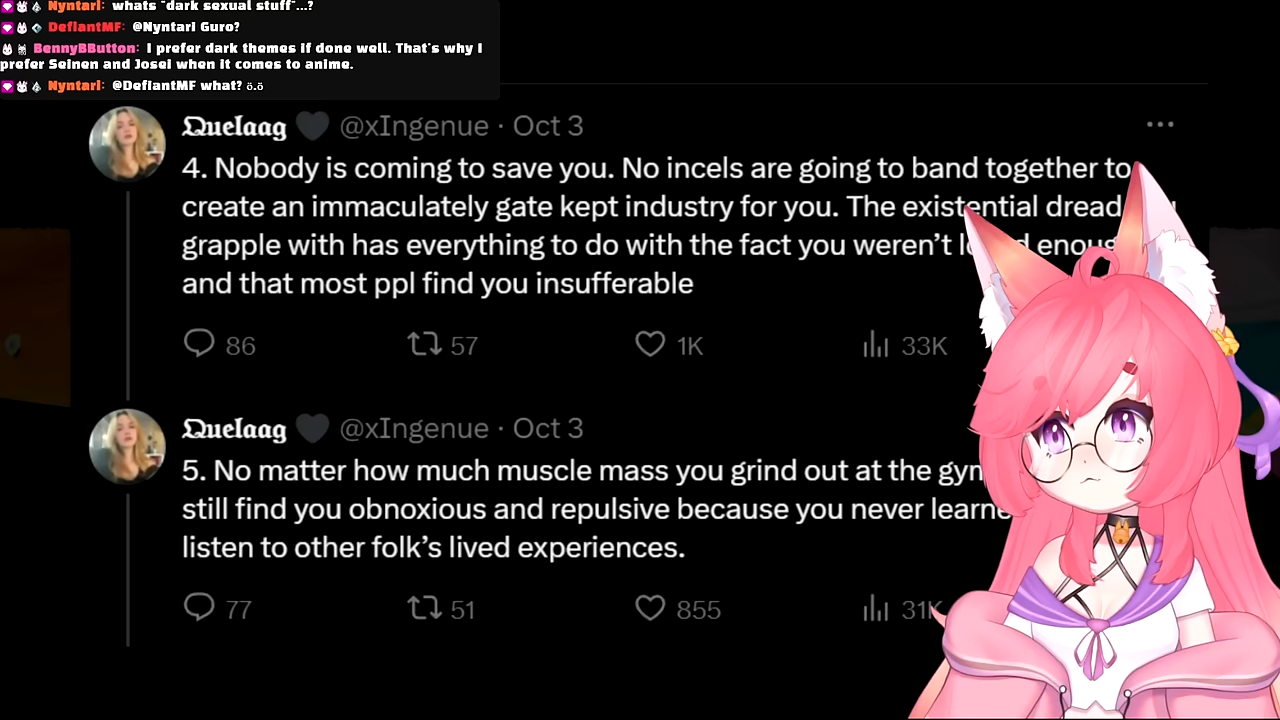 Nyntari: whats "dark sexual stuff"...?
DefiantMF: @Nyntari Guro?
BennyBButton: I prefer dark themes if done well. That's why I
prefer Seinen and Josei when it comes to anime.
Nyntari: @DefiantMF what? ö.ö
Quelaag @xIngenue · Oct 3
4. Nobody is coming to save you. No incels are going to band together to
create an immaculately gate kept industry for you. The existential dread
grapple with has everything to do with the fact you weren't
and that most ppl find you insufferable
86 57 1K 33K
Quelaag @xIngenue · Oct 3
5. No matter how much muscle mass you grind out at the
still find you obnoxious and repulsive because you never
listen to other folk's lived experiences.
77 51 855 31K